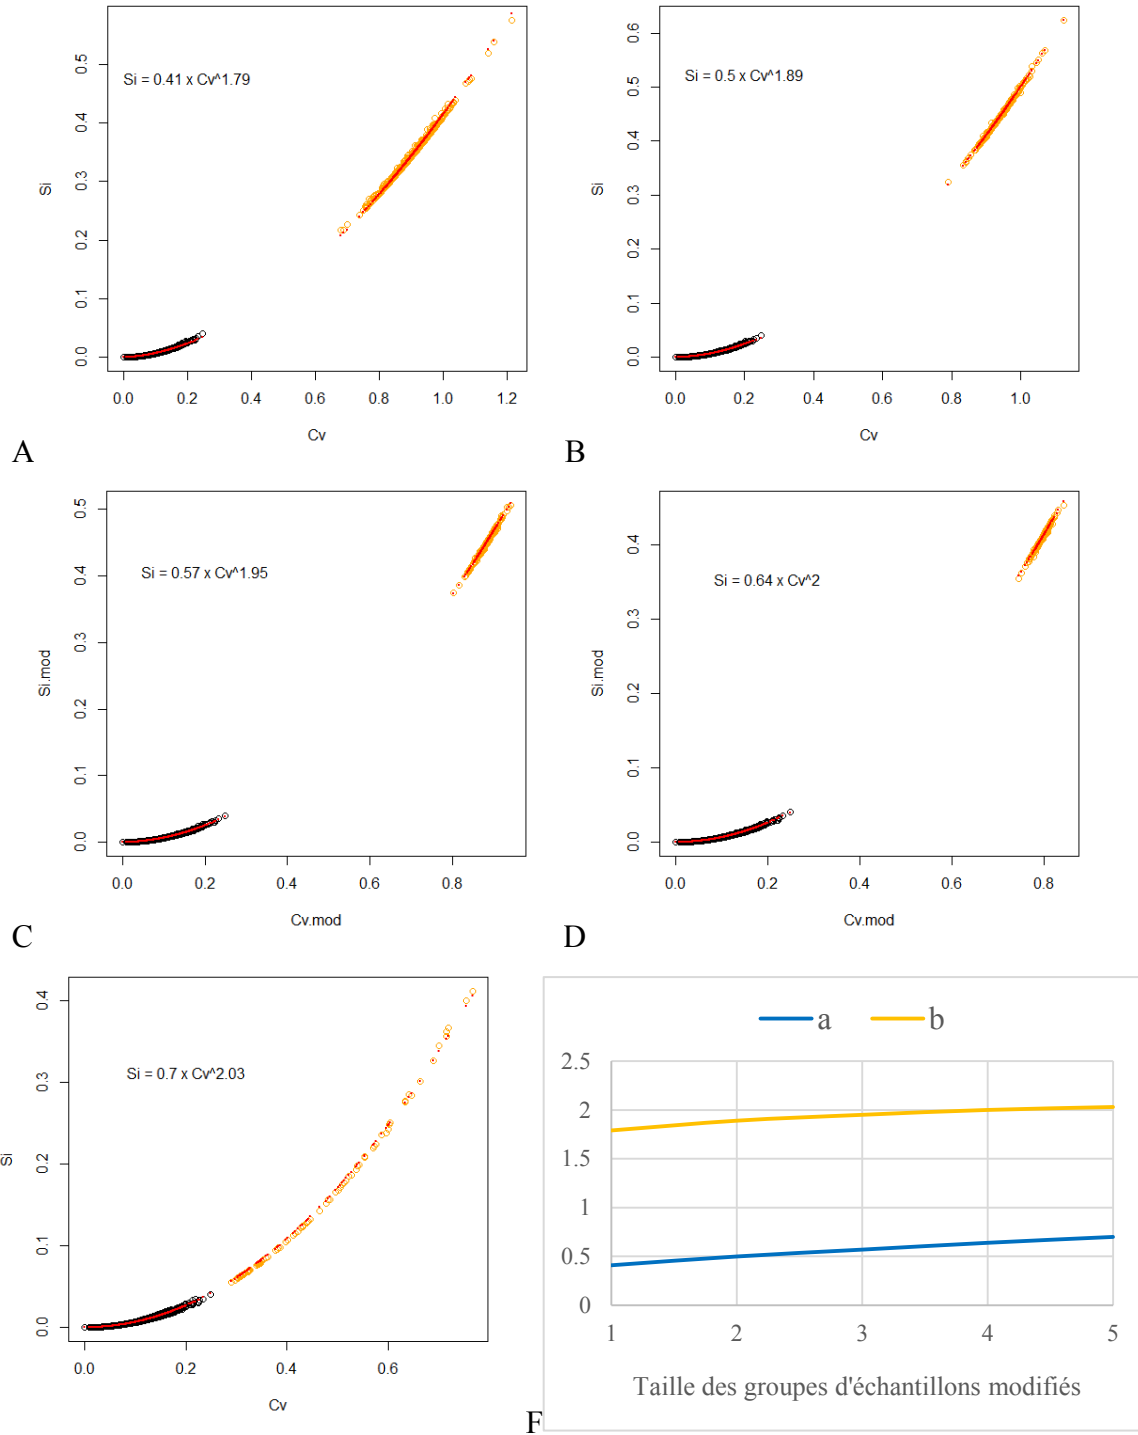 Si = 0.41 x Cv^1.79
Si
0.0 0.1 0.2 0.3 0.4 0.5
0.0 0.2 0.4 0.6 0.8 1.0 1.2
Cv
A
Si = 0.5 x Cv^1.89
Si
0.0 0.1 0.2 0.3 0.4 0.5 0.6
0.0 0.2 0.4 0.6 0.8 1.0
Cv
B
Si = 0.57 x Cv^1.95
Si.mod
0.0 0.1 0.2 0.3 0.4 0.5
0.0 0.2 0.4 0.6 0.8
Cv.mod
C
Si = 0.64 x Cv^2
Si.mod
0.0 0.1 0.2 0.3 0.4
0.0 0.2 0.4 0.6 0.8
Cv.mod
D
Si = 0.7 x Cv^2.03
Si
0.0 0.1 0.2 0.3 0.4
0.0 0.2 0.4 0.6
Cv
a b
2.5
2
1.5
1
0.5
0
1 2 3 4 5
Taille des groupes d'échantillons modifiés
F